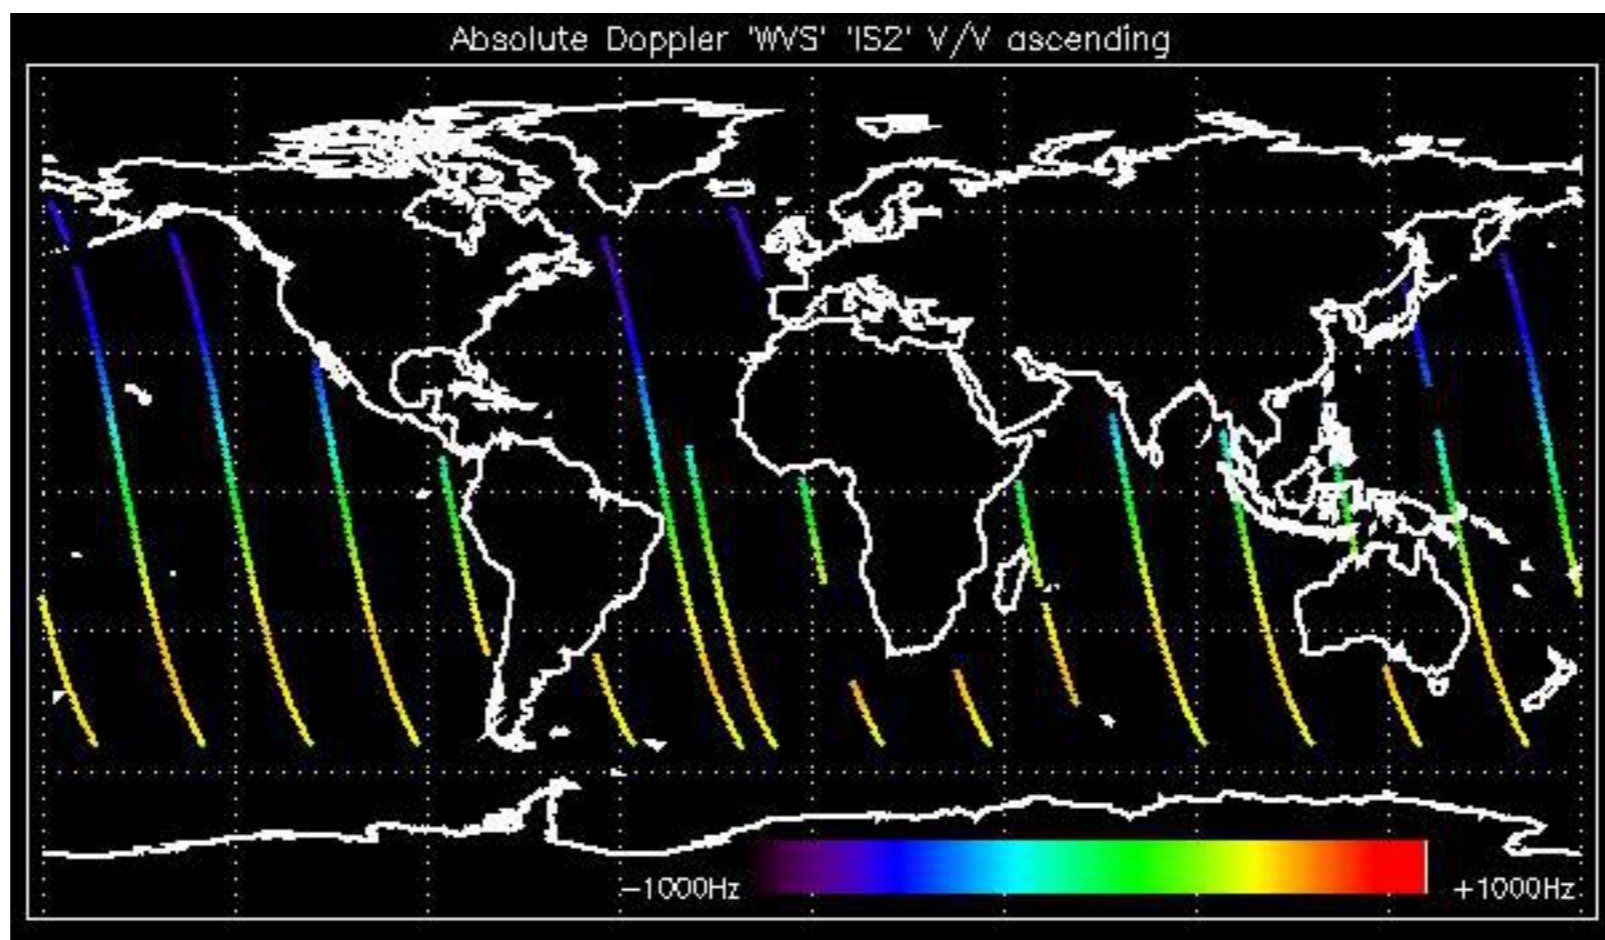 Absolute Doppler 'WVS' 'IS2' V/V ascending
-1000Hz +1000Hz